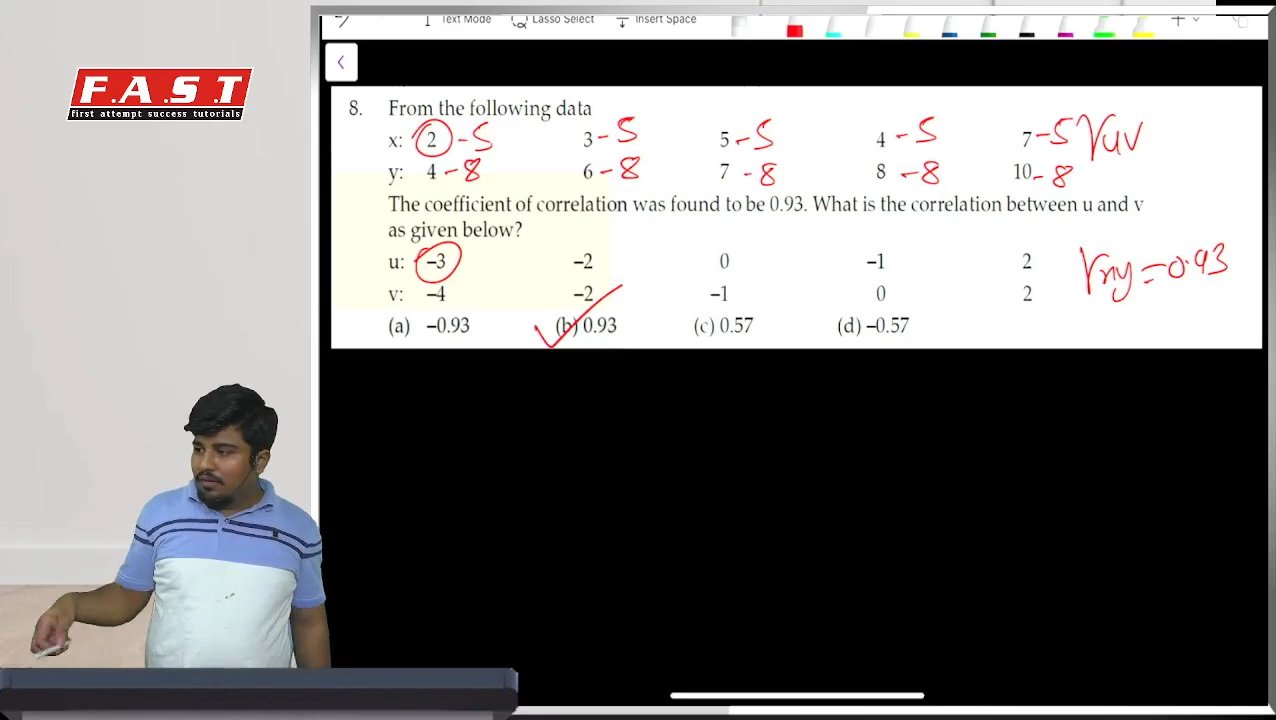 Text Mode Lasso Select Insert Space
F.A.S.T
first attempt success tutorials
8. From the following data
x: 2 -5 3 -5 5 -5 4 -5 7 -5 ruv
y: 4 -8 6 -8 7 -8 8 -8 10 -8
The coefficient of correlation was found to be 0.93. What is the correlation between u and v
as given below?
u: –3 –2 0 –1 2
rxy = 0.93
v: –4 –2 –1 0 2
(a) –0.93 (b) 0.93 (c) 0.57 (d) –0.57